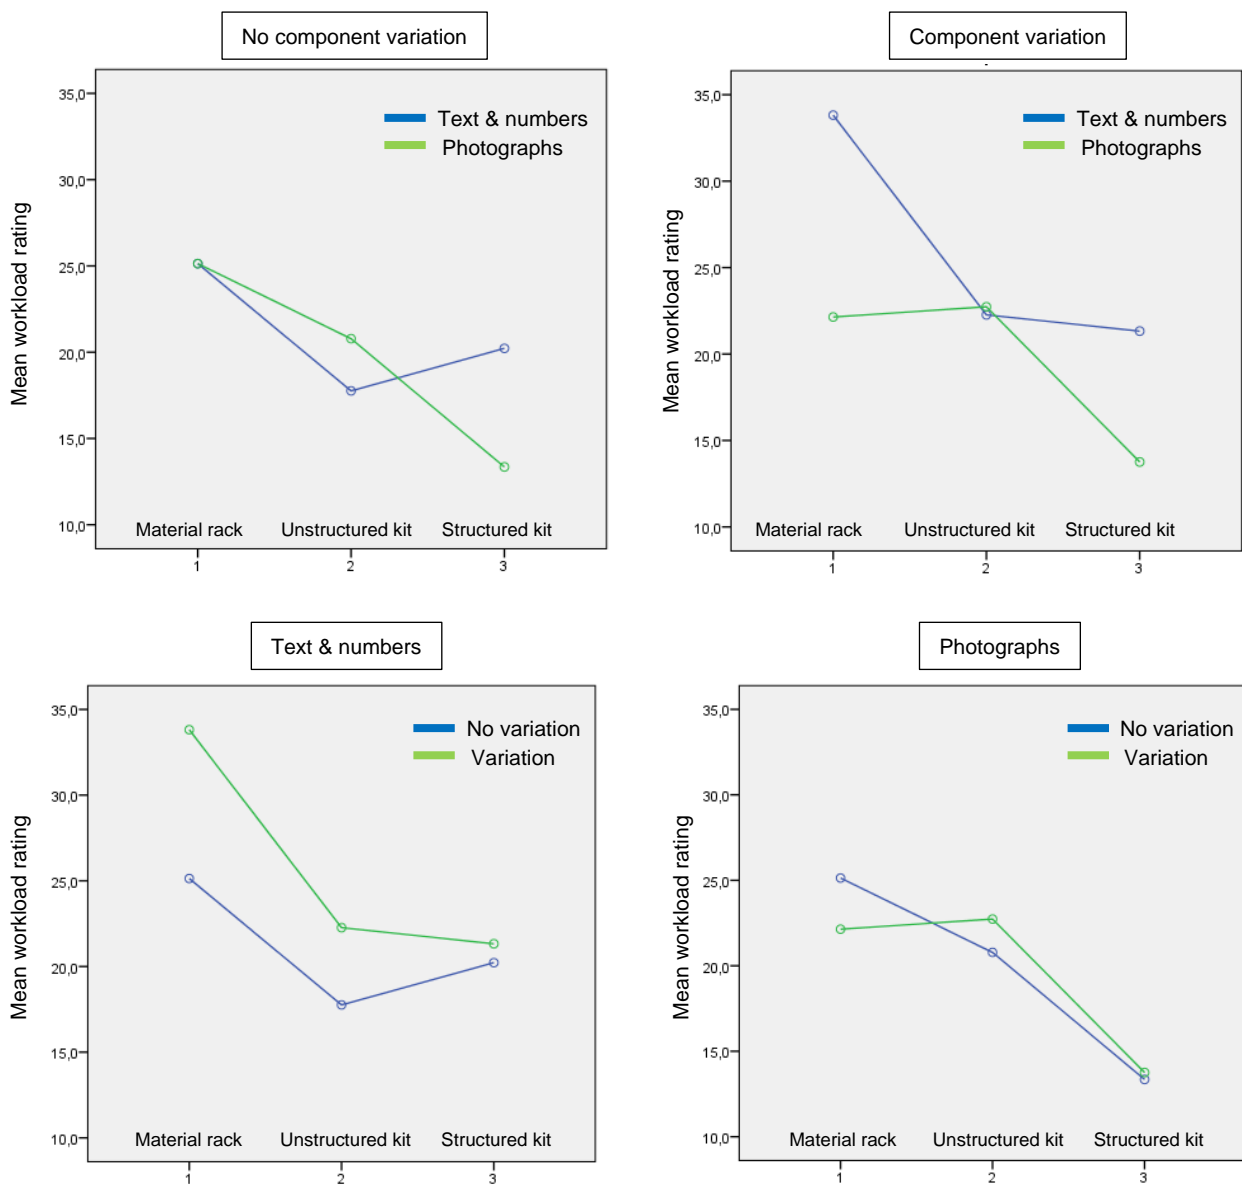 No component variation
Mean workload rating
35,0
30,0
25,0
20,0
15,0
10,0
Text & numbers
Photographs
Material rack Unstructured kit Structured kit
1 2 3
Component variation
Mean workload rating
35,0
30,0
25,0
20,0
15,0
10,0
Text & numbers
Photographs
Material rack Unstructured kit Structured kit
1 2 3
Text & numbers
Mean workload rating
35,0
30,0
25,0
20,0
15,0
10,0
No variation
Variation
Material rack Unstructured kit Structured kit
1 2 3
Photographs
Mean workload rating
35,0
30,0
25,0
20,0
15,0
10,0
No variation
Variation
Material rack Unstructured kit Structured kit
1 2 3